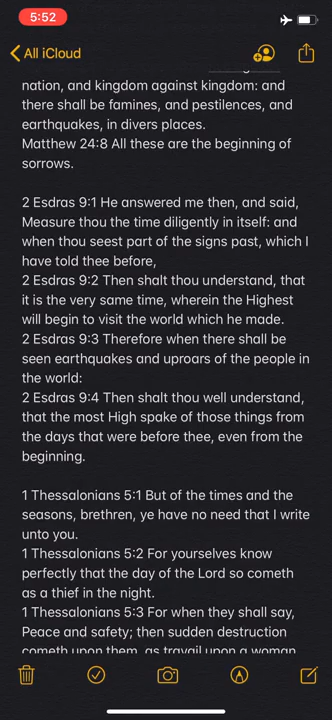 5:52
All iCloud
nation, and kingdom against kingdom: and
there shall be famines, and pestilences, and
earthquakes, in divers places.
Matthew 24:8 All these are the beginning of
sorrows.
2 Esdras 9:1 He answered me then, and said,
Measure thou the time diligently in itself: and
when thou seest part of the signs past, which I
have told thee before,
2 Esdras 9:2 Then shalt thou understand, that
it is the very same time, wherein the Highest
will begin to visit the world which he made.
2 Esdras 9:3 Therefore when there shall be
seen earthquakes and uproars of the people in
the world:
2 Esdras 9:4 Then shalt thou well understand,
that the most High spake of those things from
the days that were before thee, even from the
beginning.
1 Thessalonians 5:1 But of the times and the
seasons, brethren, ye have no need that I write
unto you.
1 Thessalonians 5:2 For yourselves know
perfectly that the day of the Lord so cometh
as a thief in the night.
1 Thessalonians 5:3 For when they shall say,
Peace and safety; then sudden destruction
cometh upon them, as travail upon a woman